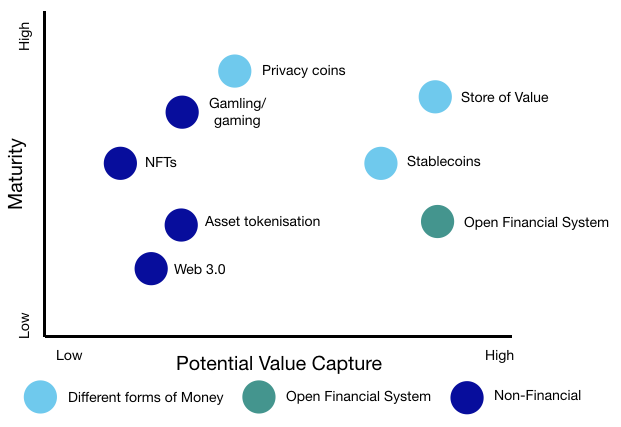 High
Privacy coins
Store of Value
Gamling/
gaming
NFTs
Stablecoins
Maturity
Asset tokenisation
Open Financial System
Web 3.0
Low
Low
High
Potential Value Capture
Different forms of Money
Open Financial System
Non-Financial